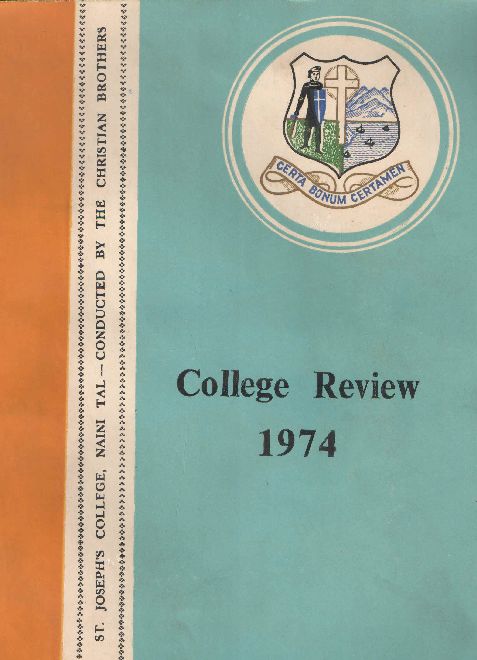 CERTA BONUM CERTAMEN
College Review
1974
ST. JOSEPH'S COLLEGE, NAINI TAL — CONDUCTED BY THE CHRISTIAN BROTHERS